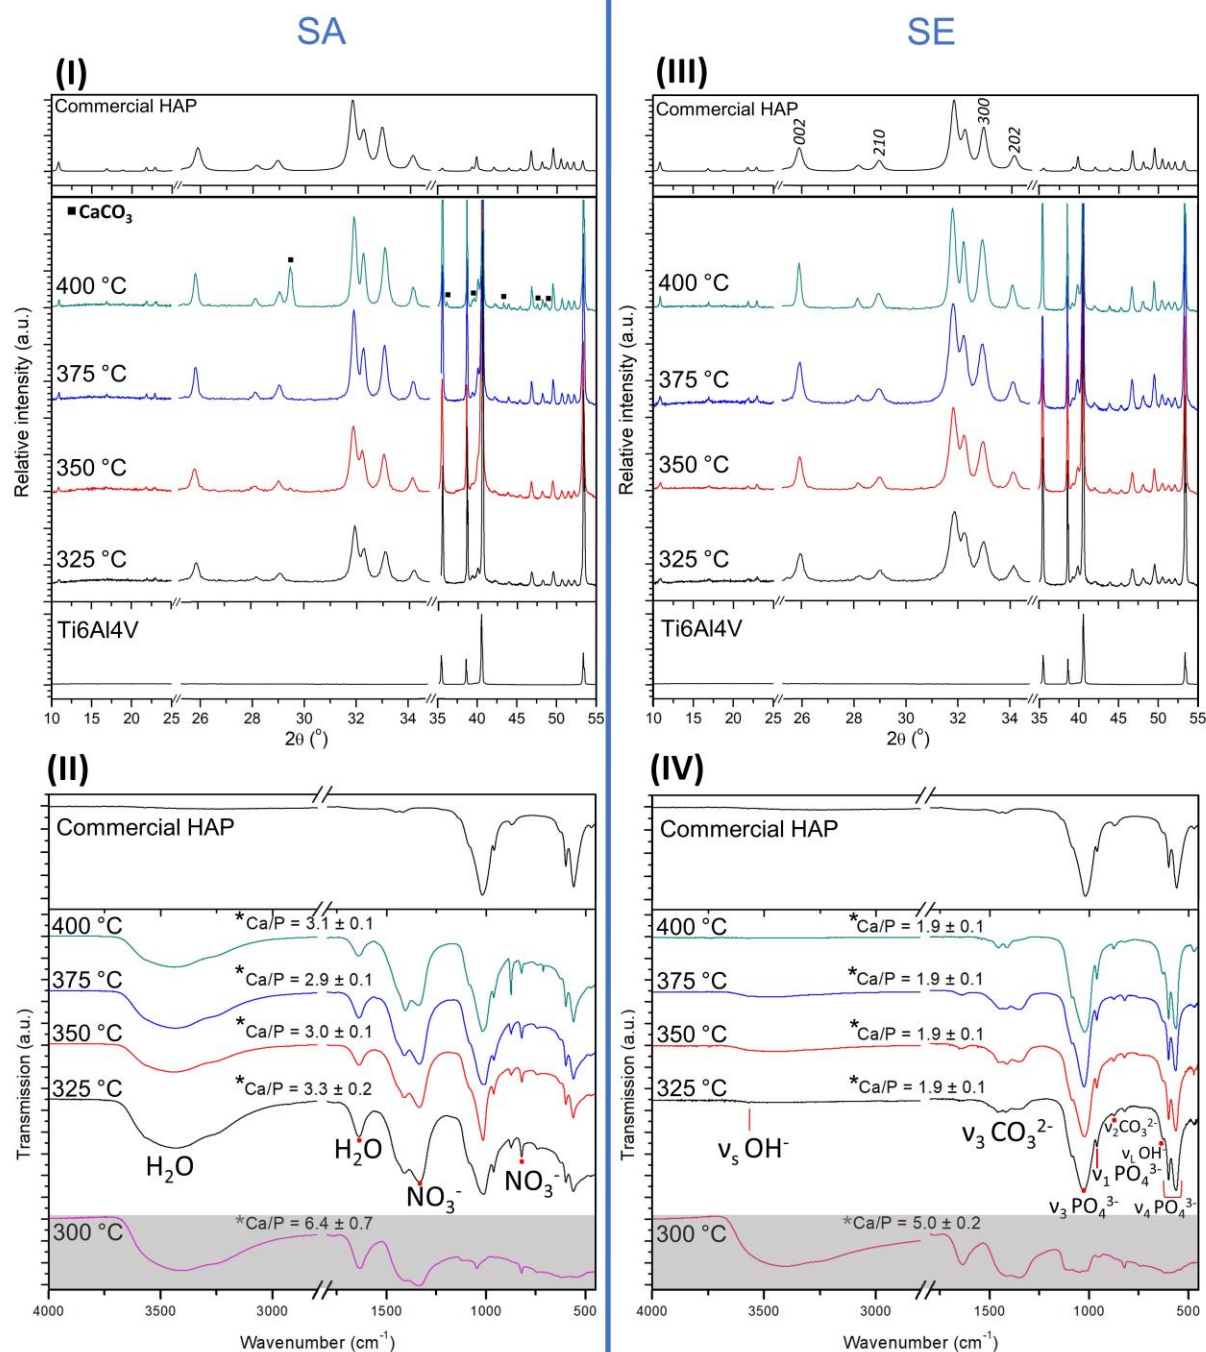 SA
SE
(I)
Commercial HAP
■ CaCO₃
400 °C
375 °C
350 °C
325 °C
Ti6Al4V
Relative intensity (a.u.)
10 15 20 25 26 28 30 32 34 35 40 45 50 55
2θ (°)
(III)
Commercial HAP
002
210
300
202
400 °C
375 °C
350 °C
325 °C
Ti6Al4V
Relative intensity (a.u.)
10 15 20 25 26 28 30 32 34 35 40 45 50 55
2θ (°)
(II)
Commercial HAP
400 °C
*Ca/P = 3.1 ± 0.1
375 °C
*Ca/P = 2.9 ± 0.1
350 °C
*Ca/P = 3.0 ± 0.1
325 °C
*Ca/P = 3.3 ± 0.2
H₂O
H₂O
NO₃⁻
NO₃⁻
300 °C
*Ca/P = 6.4 ± 0.7
Transmission (a.u.)
4000 3500 3000 1500 1000 500
Wavenumber (cm⁻¹)
(IV)
Commercial HAP
400 °C
*Ca/P = 1.9 ± 0.1
375 °C
*Ca/P = 1.9 ± 0.1
350 °C
*Ca/P = 1.9 ± 0.1
325 °C
*Ca/P = 1.9 ± 0.1
νₛ OH⁻
ν₃ CO₃²⁻
ν₂CO₃²⁻
ν_L OH⁻
ν₁ PO₄³⁻
ν₃ PO₄³⁻
ν₄ PO₄³⁻
300 °C
*Ca/P = 5.0 ± 0.2
Transmission (a.u.)
4000 3500 3000 1500 1000 500
Wavenumber (cm⁻¹)